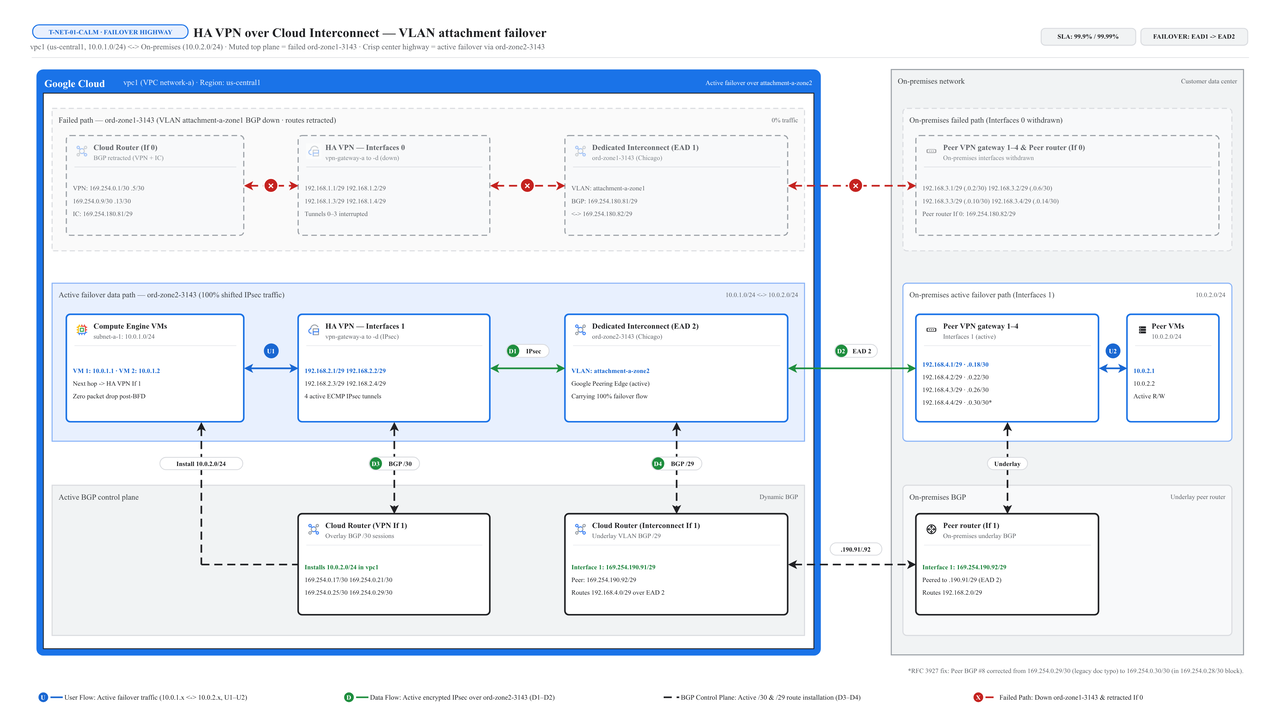 T-NET-01-CALM · FAILOVER HIGHWAY
HA VPN over Cloud Interconnect — VLAN attachment failover
vpc1 (us-central1, 10.0.1.0/24) <-> On-premises (10.0.2.0/24) · Muted top plane = failed ord-zone1-3143 · Crisp center highway = active failover via ord-zone2-3143
SLA: 99.9% / 99.99%
FAILOVER: EAD1 -> EAD2
Google Cloud
vpc1 (VPC network-a) · Region: us-central1
Active failover over attachment-a-zone2
On-premises network
Customer data center
Failed path — ord-zone1-3143 (VLAN attachment-a-zone1 BGP down · routes retracted)
0% traffic
On-premises failed path (Interfaces 0 withdrawn)
Cloud Router (If 0)
BGP retracted (VPN + IC)
VPN: 169.254.0.1/30 .5/30
169.254.0.9/30 .13/30
IC: 169.254.180.81/29
HA VPN — Interfaces 0
vpn-gateway-a to -d (down)
192.168.1.1/29 192.168.1.2/29
192.168.1.3/29 192.168.1.4/29
Tunnels 0–3 interrupted
Dedicated Interconnect (EAD 1)
ord-zone1-3143 (Chicago)
VLAN: attachment-a-zone1
BGP: 169.254.180.81/29
<-> 169.254.180.82/29
Peer VPN gateway 1–4 & Peer router (If 0)
On-premises interfaces withdrawn
192.168.3.1/29 (.0.2/30) 192.168.3.2/29 (.0.6/30)
192.168.3.3/29 (.0.10/30) 192.168.3.4/29 (.0.14/30)
Peer router If 0: 169.254.180.82/29
Active failover data path — ord-zone2-3143 (100% shifted IPsec traffic)
10.0.1.0/24 <-> 10.0.2.0/24
On-premises active failover path (Interfaces 1)
10.0.2.0/24
Compute Engine VMs
subnet-a-1: 10.0.1.0/24
VM 1: 10.0.1.1 · VM 2: 10.0.1.2
Next hop -> HA VPN If 1
Zero packet drop post-BFD
U1
HA VPN — Interfaces 1
vpn-gateway-a to -d (IPsec)
192.168.2.1/29 192.168.2.2/29
192.168.2.3/29 192.168.2.4/29
4 active ECMP IPsec tunnels
D1 IPsec
Dedicated Interconnect (EAD 2)
ord-zone2-3143 (Chicago)
VLAN: attachment-a-zone2
Google Peering Edge (active)
Carrying 100% failover flow
D2 EAD 2
Peer VPN gateway 1–4
Interfaces 1 (active)
192.168.4.1/29 · .0.18/30
192.168.4.2/29 · .0.22/30
192.168.4.3/29 · .0.26/30
192.168.4.4/29 · .0.30/30*
U2
Peer VMs
10.0.2.0/24
10.0.2.1
10.0.2.2
Active R/W
Install 10.0.2.0/24
D3 BGP /30
D4 BGP /29
Underlay
Active BGP control plane
Dynamic BGP
On-premises BGP
Underlay peer router
Cloud Router (VPN If 1)
Overlay BGP /30 sessions
Installs 10.0.2.0/24 in vpc1
169.254.0.17/30 169.254.0.21/30
169.254.0.25/30 169.254.0.29/30
Cloud Router (Interconnect If 1)
Underlay VLAN BGP /29
Interface 1: 169.254.190.91/29
Peer: 169.254.190.92/29
Routes 192.168.4.0/29 over EAD 2
.190.91/.92
Peer router (If 1)
On-premises underlay BGP
Interface 1: 169.254.190.92/29
Peered to .190.91/29 (EAD 2)
Routes 192.168.2.0/29
*RFC 3927 fix: Peer BGP #8 corrected from 169.254.0.29/30 (legacy doc typo) to 169.254.0.30/30 (in 169.254.0.28/30 block).
U User Flow: Active failover traffic (10.0.1.x <-> 10.0.2.x, U1–U2)
D Data Flow: Active encrypted IPsec over ord-zone2-3143 (D1–D2)
BGP Control Plane: Active /30 & /29 route installation (D3–D4)
X Failed Path: Down ord-zone1-3143 & retracted If 0